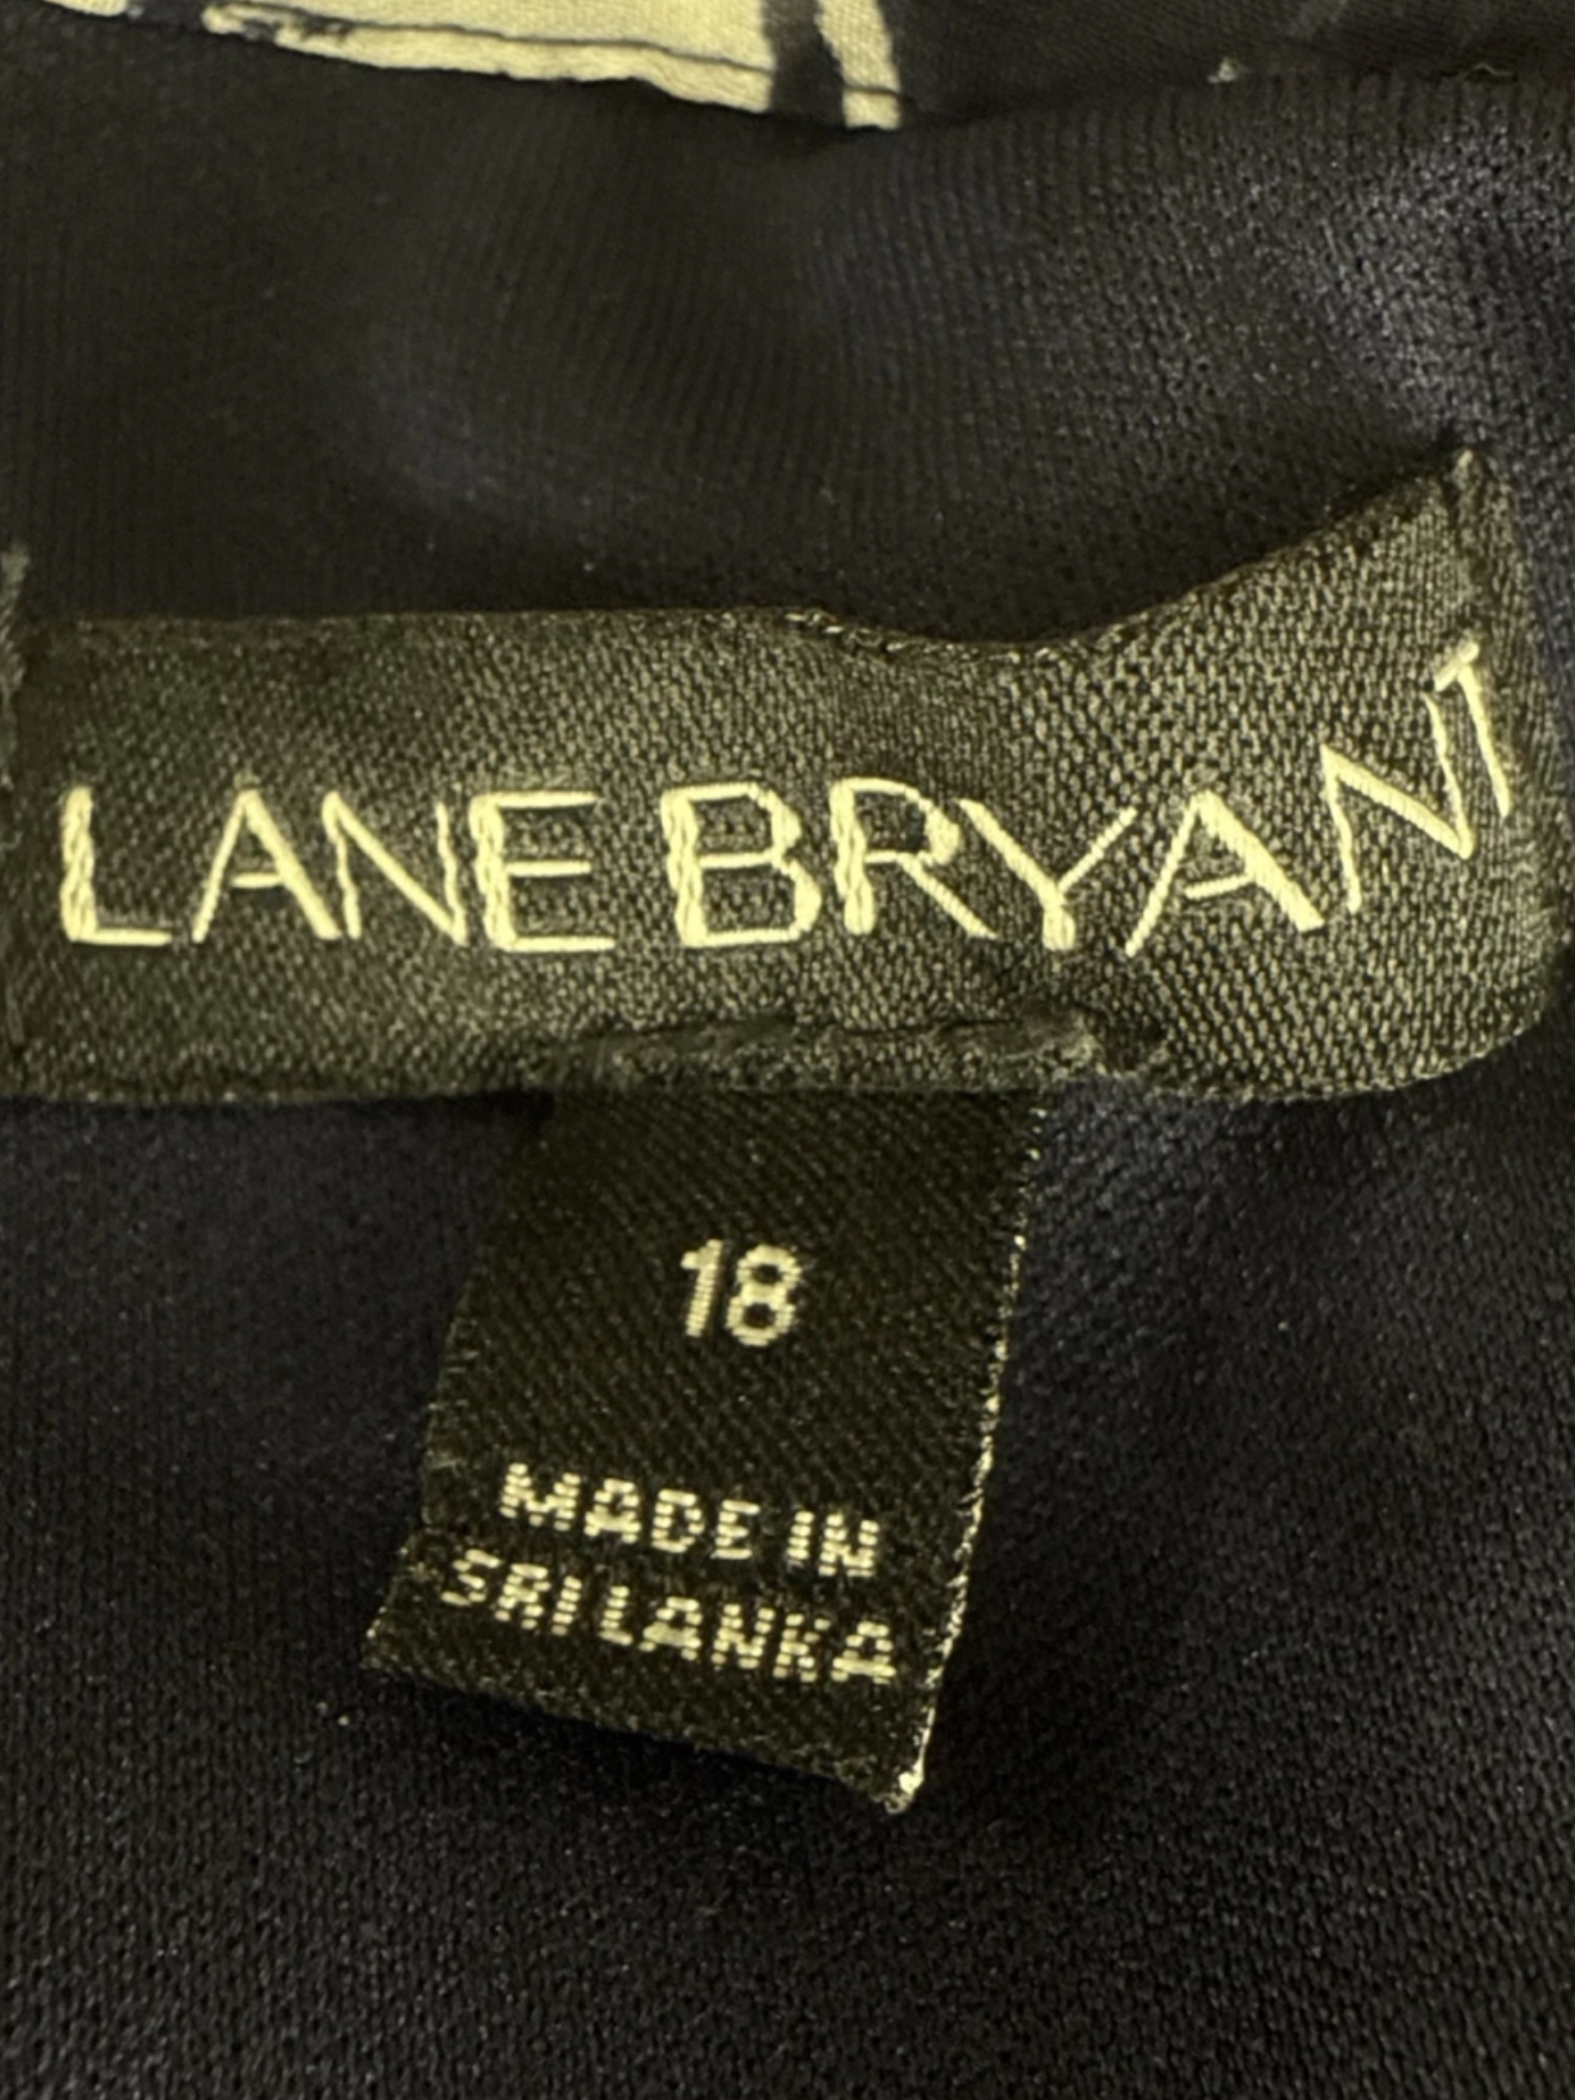 LANE BRYANT
18
MADE IN
SRI LANKA